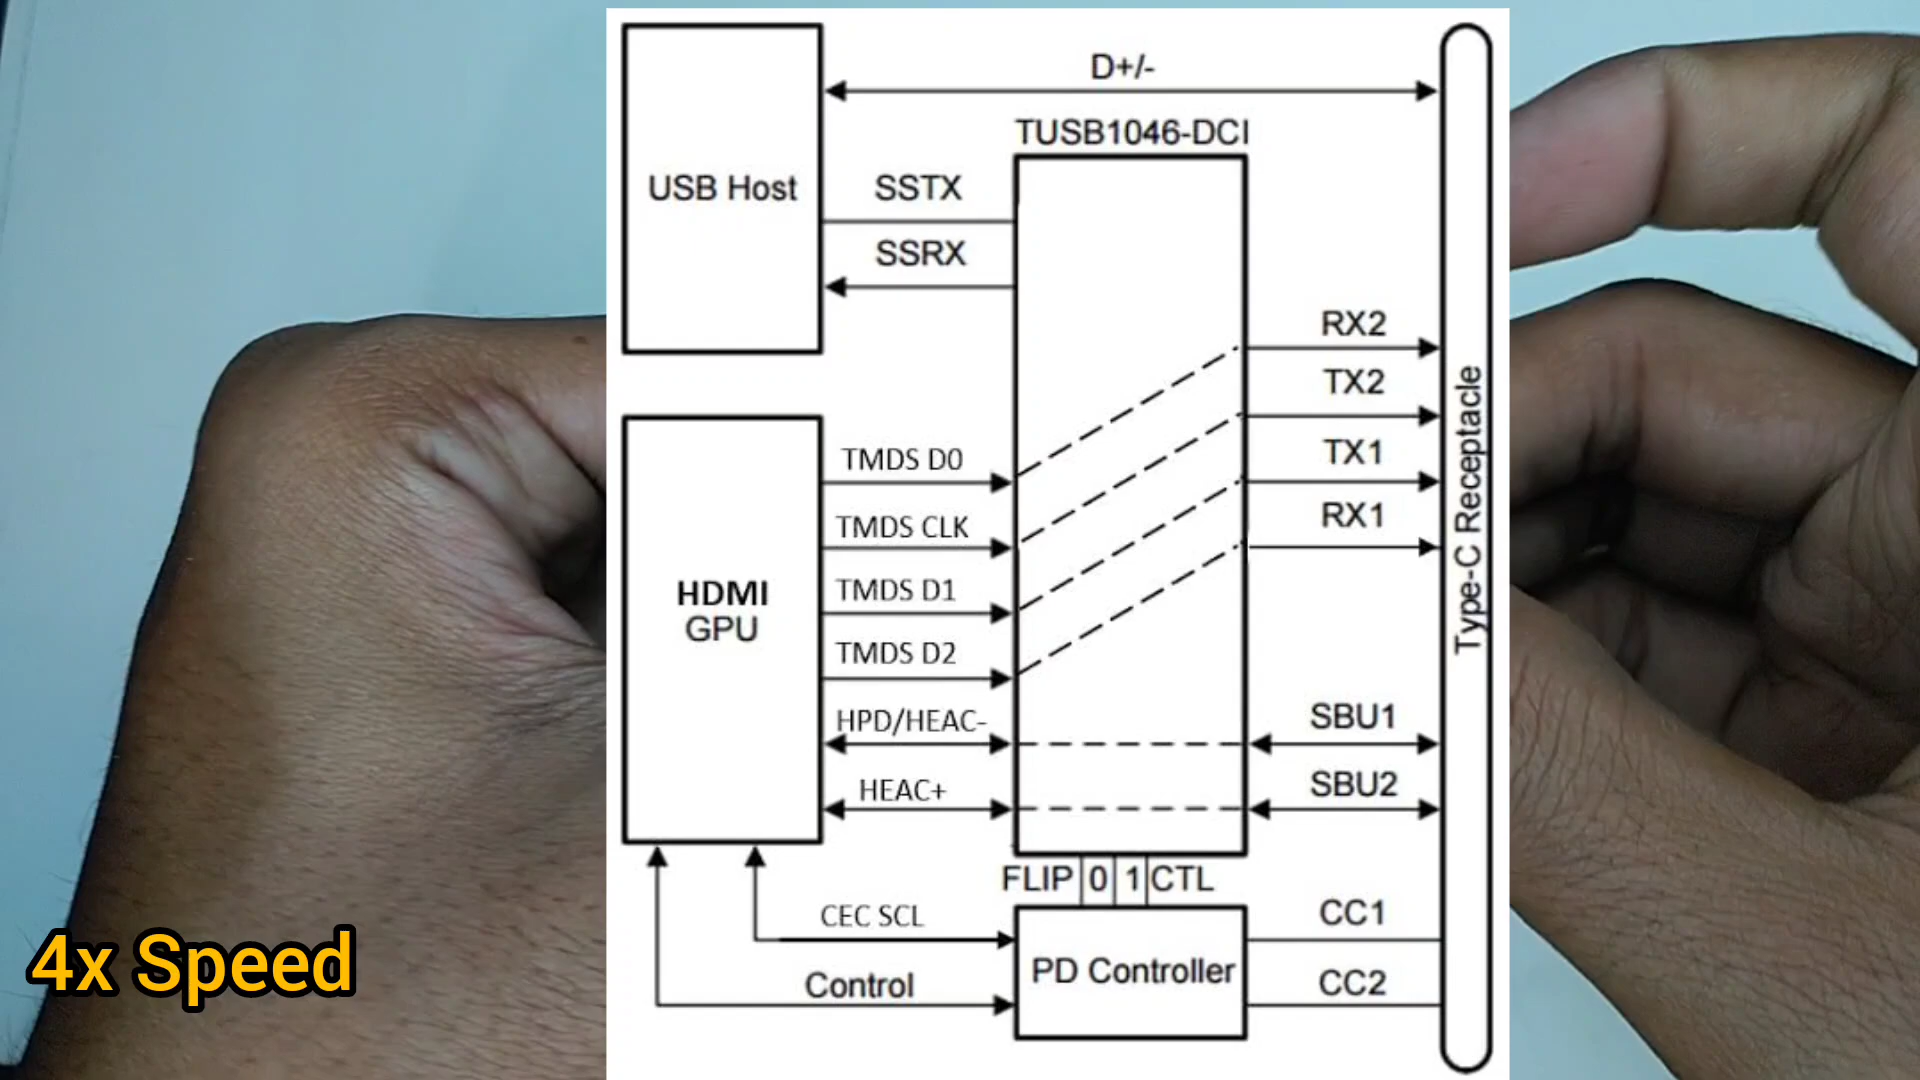 D+/-
TUSB1046-DCI
USB Host
SSTX
SSRX
RX2
TX2
TX1
RX1
Type-C Receptacle
TMDS D0
TMDS CLK
TMDS D1
TMDS D2
HDMI
GPU
HPD/HEAC-
HEAC+
SBU1
SBU2
FLIP 0 1 CTL
CEC SCL
Control
PD Controller
CC1
CC2
4x Speed